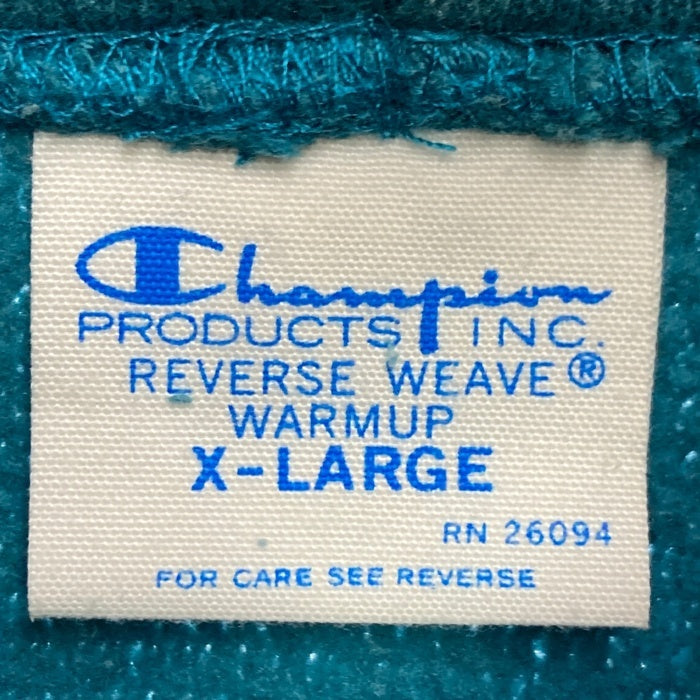 Champion
PRODUCTS INC.
REVERSE WEAVE®
WARMUP
X-LARGE
RN 26094
FOR CARE SEE REVERSE